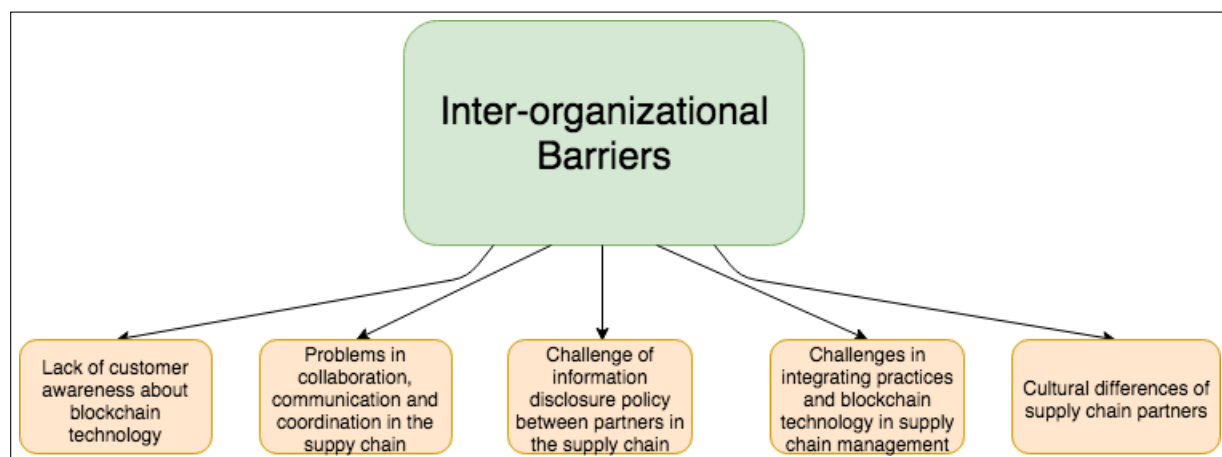 Inter-organizational
Barriers
Lack of customer
awareness about
blockchain
technology
Problems in
collaboration,
communication and
coordination in the
suppy chain
Challenge of
information
disclosure policy
between partners in
the supply chain
Challenges in
integrating practices
and blockchain
technology in supply
chain management
Cultural differences of
supply chain partners